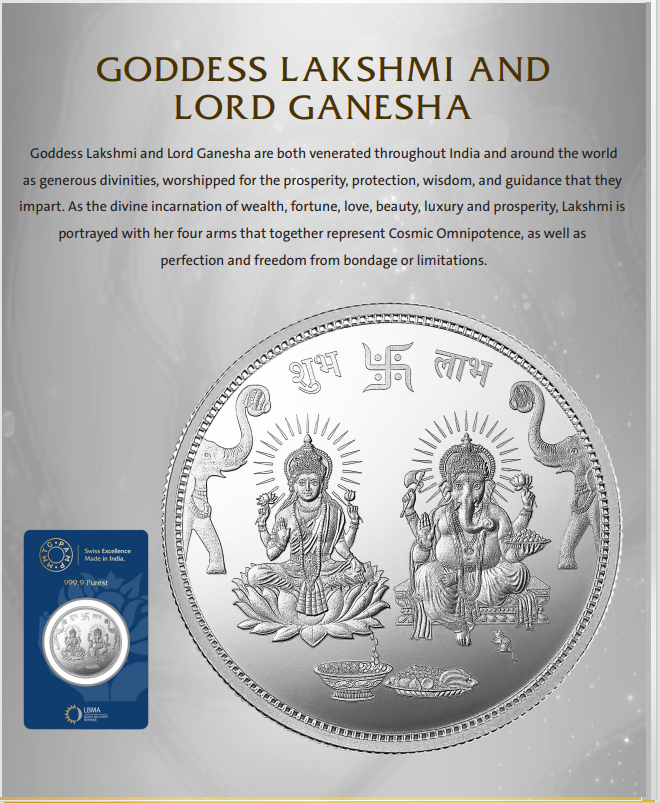 GODDESS LAKSHMI AND
LORD GANESHA
Goddess Lakshmi and Lord Ganesha are both venerated throughout India and around the world
as generous divinities, worshipped for the prosperity, protection, wisdom, and guidance that they
impart. As the divine incarnation of wealth, fortune, love, beauty, luxury and prosperity, Lakshmi is
portrayed with her four arms that together represent Cosmic Omnipotence, as well as
perfection and freedom from bondage or limitations.
शुभ लाभ
MMTC-PAMP
Swiss Excellence
Made in India.
999.9 Purest
LBMA